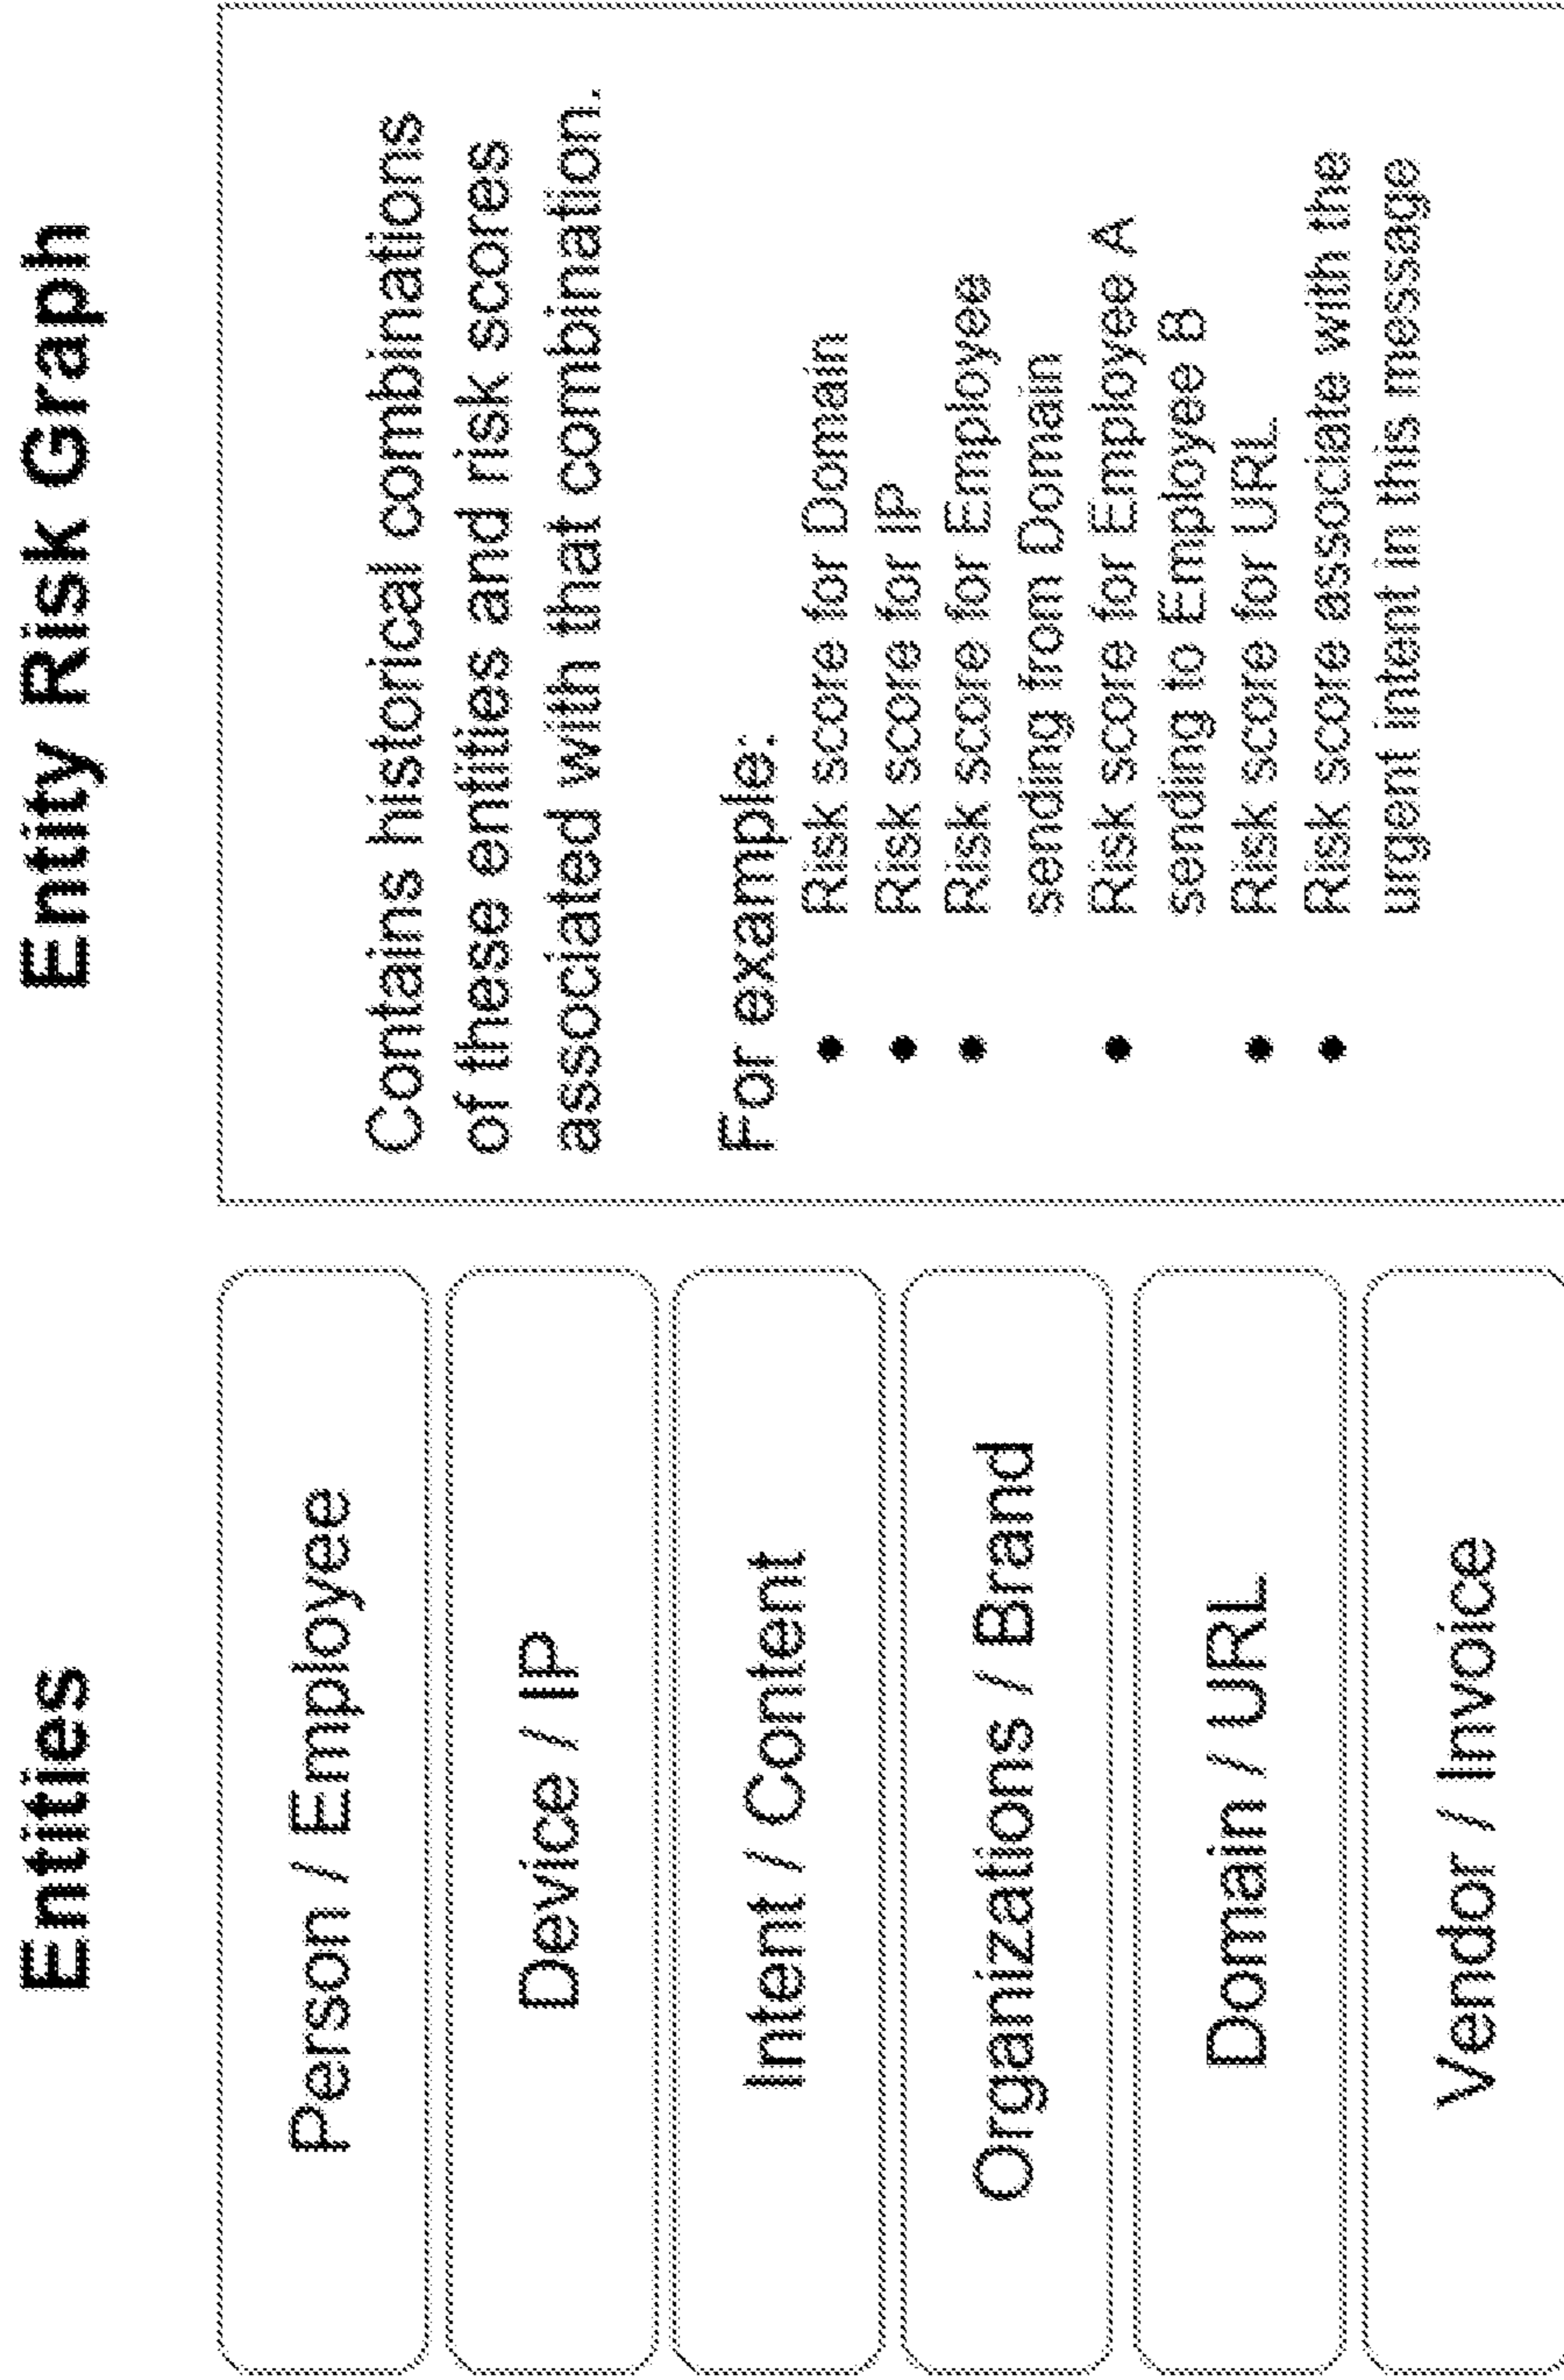 Entities
Person / Employee
Device / IP
Intent / Content
Organizations / Brand
Domain / URL
Vendor / Invoice
Entity Risk Graph
Contains historical combinations
of these entities and risk scores
associated with that combination.
For example:
• Risk score for Domain
• Risk score for IP
• Risk score for Employee
sending from Domain
• Risk score for Employee A
sending to Employee B
• Risk score for URL
• Risk score associate with the
urgent intent in this message